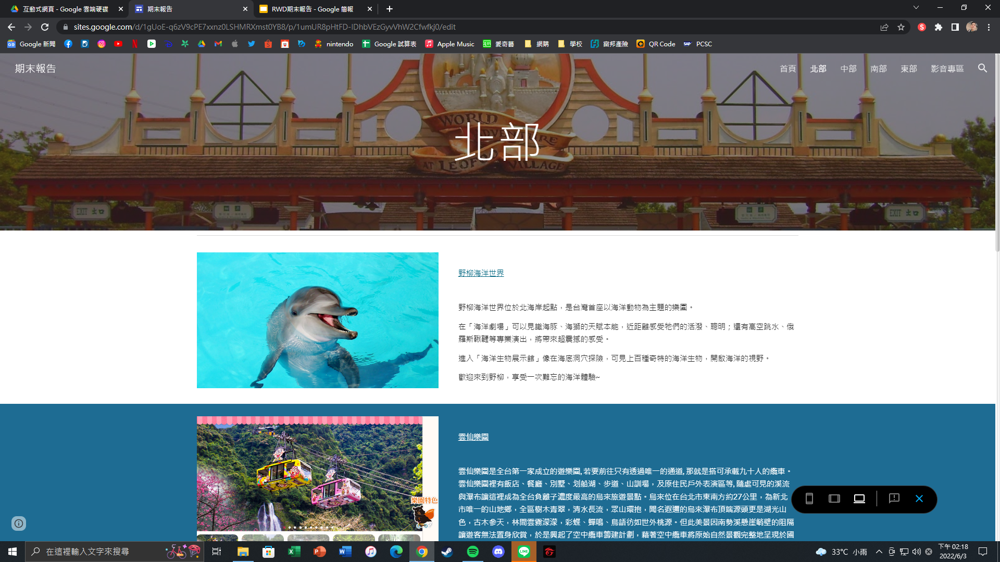 互動式網頁 - Google 雲端硬碟
期末報告
RWD期末報告 - Google 簡報
sites.google.com/d/1gUoE-q6zV9cPE7xxnz0LSHMRXmst0YB8/p/1umUR8pHtFD-IDhbVEzGyvVhW2Cfwfkj0/edit
Google 新聞
nintendo
Google 試算表
Apple Music
愛奇藝
網購
學校
富邦產險
QR Code
PCSC
期末報告
首頁
北部
中部
南部
東部
影音專區
WORLD
ADVENTURE
AT LEOFOO VILLAGE
北部
EXIT 出口
EXIT 出口
野柳海洋世界
野柳海洋世界位於北海岸起點，是台灣首座以海洋動物為主題的樂園。
在「海洋劇場」可以見識海豚、海獅的天賦本能，近距離感受牠們的活潑、聰明；還有高空跳水、俄
羅斯鞦韆等專業演出，將帶來超震撼的感受。
進入「海洋生物展示館」像在海底洞穴探險，可見上百種奇特的海洋生物，開啟海洋的視野。
歡迎來到野柳，享受一次難忘的海洋體驗~
樂園特色
雲仙樂園
雲仙樂園是全台第一家成立的遊樂園, 若要前往只有透過唯一的通道, 那就是搭可承載九十人的纜車。
雲仙樂園裡有飯店、餐廳、別墅、划船湖、步道、山訓場，及原住民戶外表演區等, 隨處可見的溪流
與瀑布讓這裡成為全台負離子濃度最高的烏來旅遊景點。烏來位在台北市東南方約27公里，為新北
市唯一的山地鄉，全區樹木青翠，清水長流，眾山環抱，聞名遐邇的烏來瀑布頂端源頭更是湖光山
色，古木參天，林間雲霧濛濛，彩蝶、蟬鳴、鳥語彷如世外桃源。但此美景因南勢溪懸崖峭壁的阻隔
讓遊客無法置身欣賞，於是興起了空中纜車籌建計劃，藉著空中纜車將原始自然景觀完整地呈現於國
在這裡輸入文字來搜尋
33°C 小雨
下午 02:18
2022/6/3